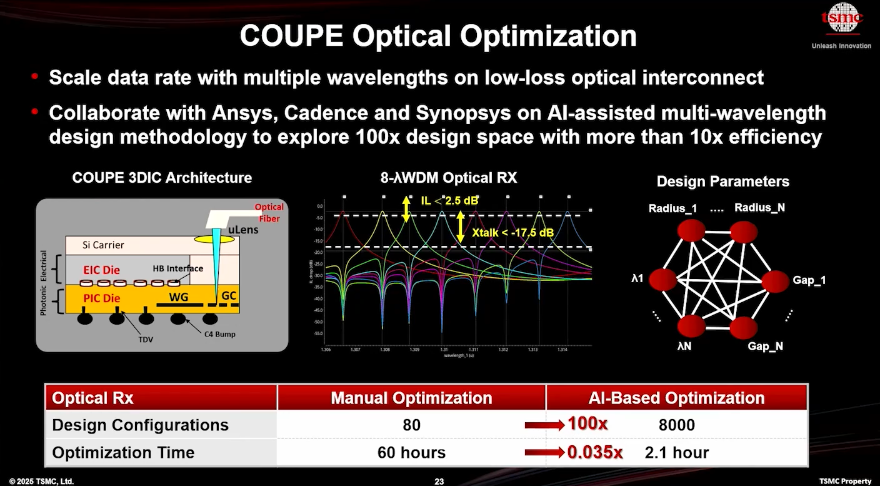 tsmc
Unleash Innovation
COUPE Optical Optimization
• Scale data rate with multiple wavelengths on low-loss optical interconnect
• Collaborate with Ansys, Cadence and Synopsys on AI-assisted multi-wavelength
design methodology to explore 100x design space with more than 10x efficiency
COUPE 3DIC Architecture
Optical
Fiber
uLens
Si Carrier
EIC Die
HB Interface
PIC Die
WG
GC
Photonic Electrical
TDV
C4 Bump
8-λWDM Optical RX
IL < 2.5 dB
Xtalk < -17.5 dB
Design Parameters
Radius_1 .... Radius_N
λ1
Gap_1
λN
Gap_N
Optical Rx Manual Optimization AI-Based Optimization
Design Configurations 80 100x 8000
Optimization Time 60 hours 0.035x 2.1 hour
© 2025 TSMC, Ltd.
23
TSMC Property